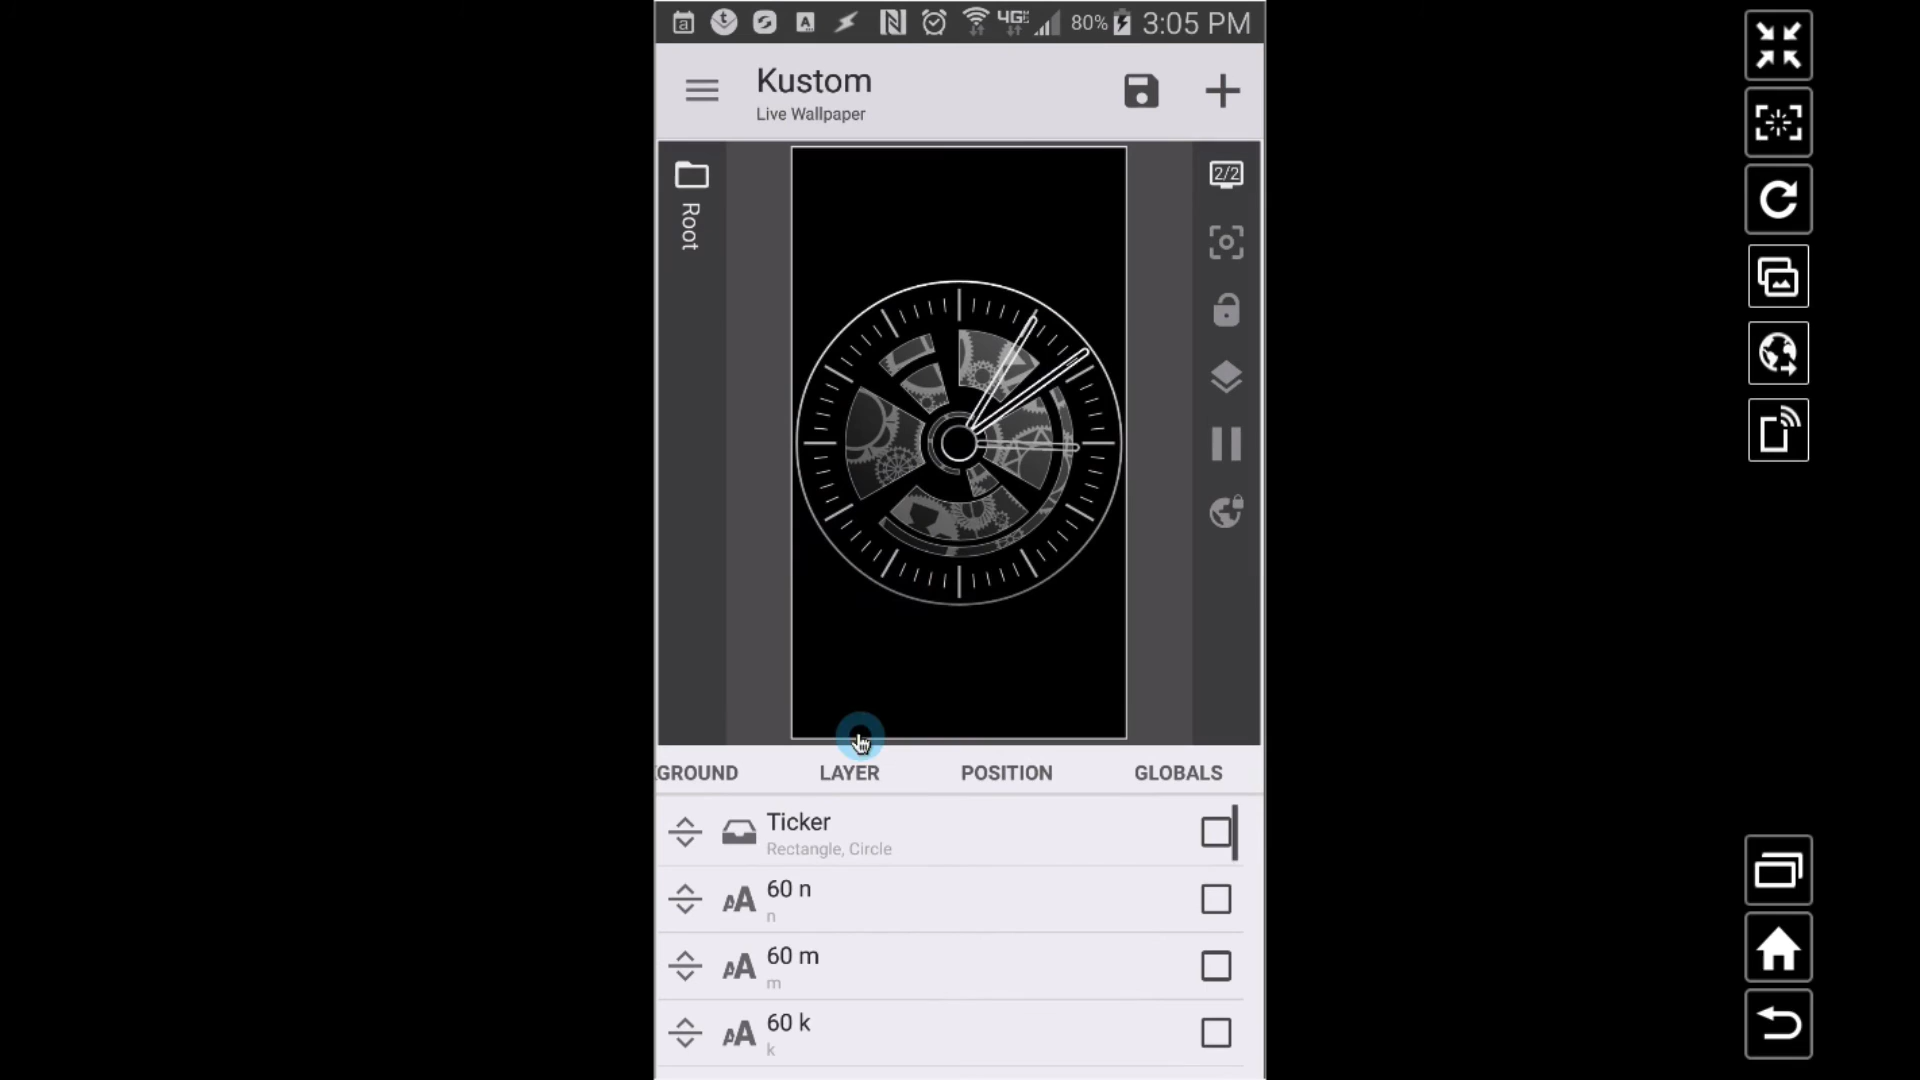 80% 3:05 PM
Kustom
Live Wallpaper
Root
2/2
KGROUND
LAYER
POSITION
GLOBALS
Ticker
Rectangle, Circle
60 n
n
60 m
m
60 k
k